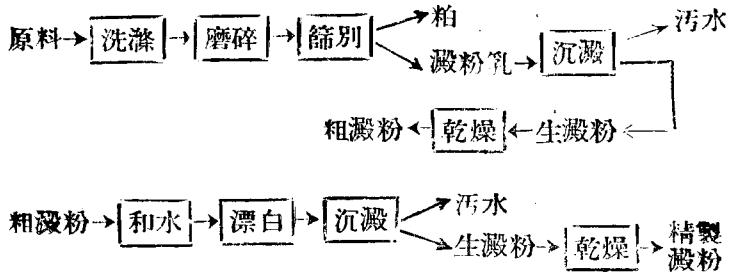 原料→洗滌→磨碎→篩別→粕
→澱粉乳→沉澱→汚水
粗澱粉←乾燥←生澱粉←
粗澱粉→和水→漂白→沉澱→汚水
→生澱粉→乾燥→精製澱粉